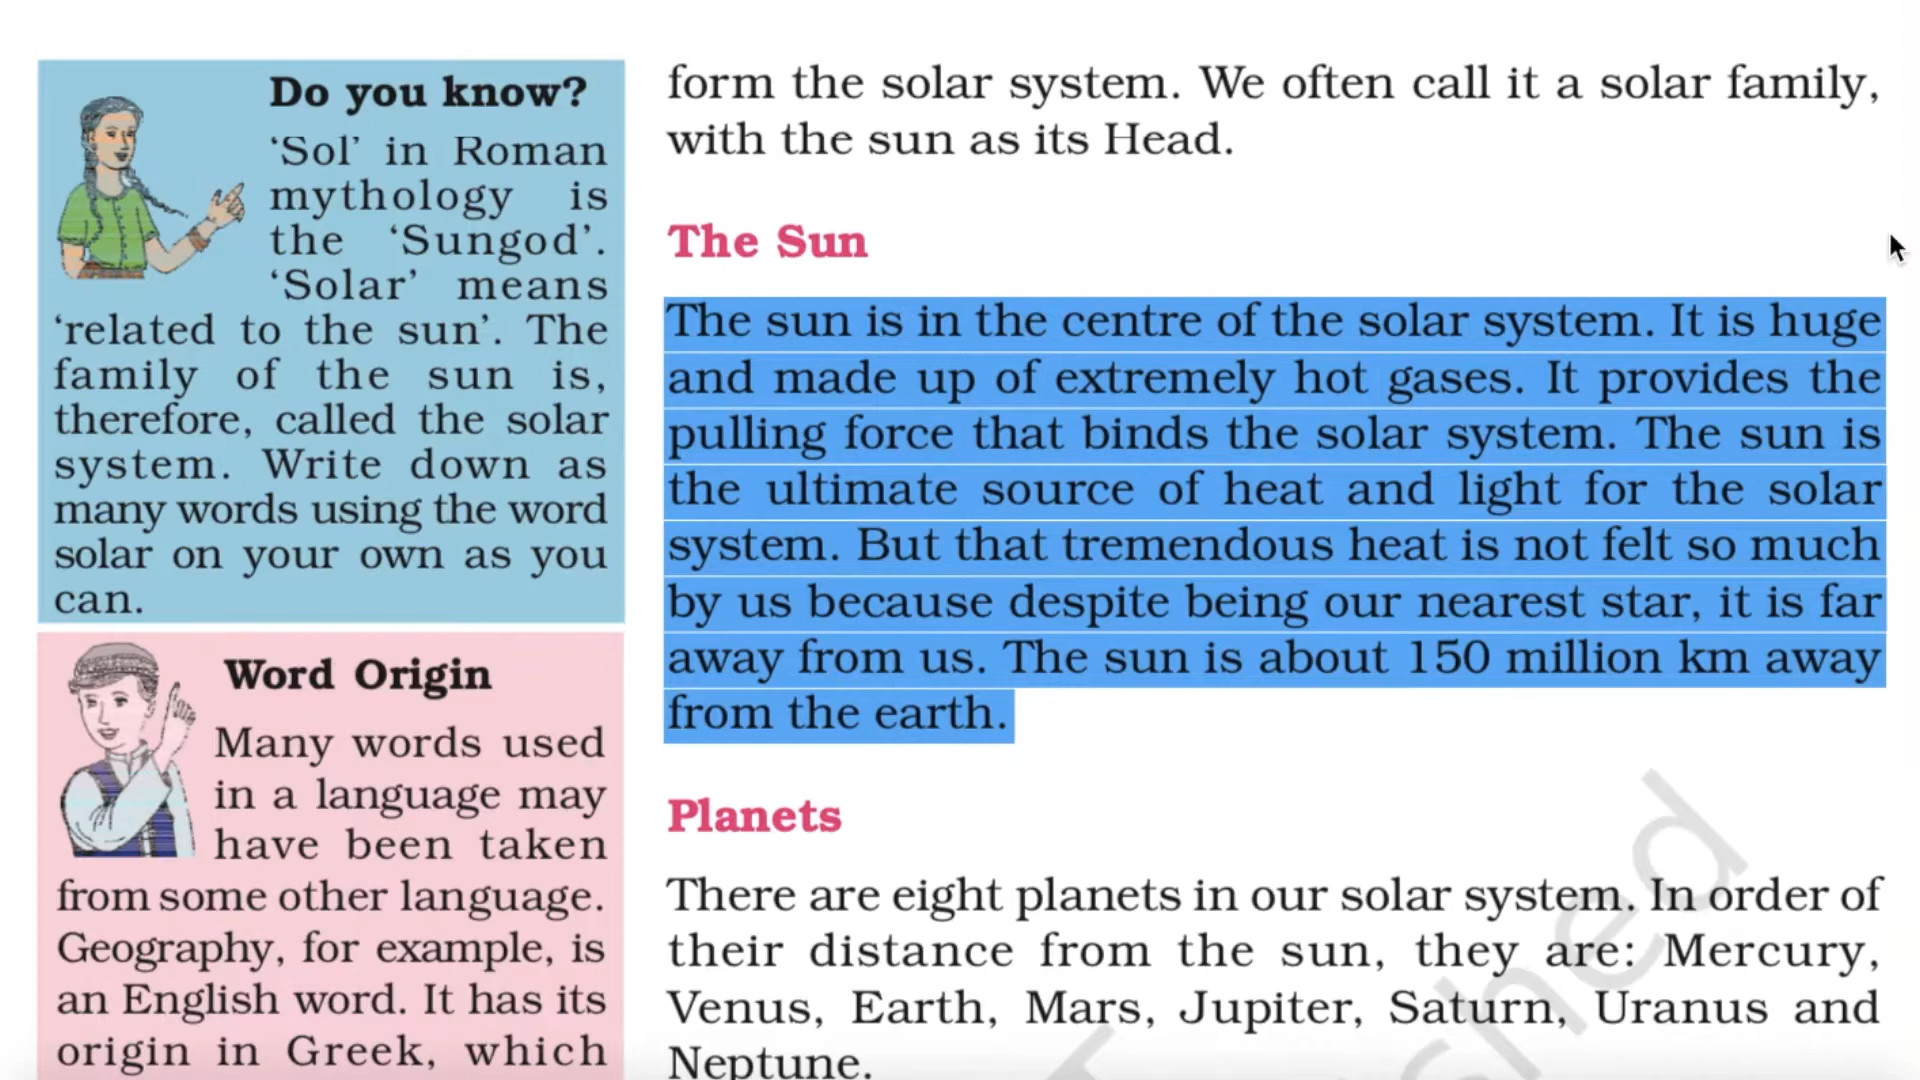 Do you know?
‘Sol’ in Roman
mythology is
the ‘Sungod’.
‘Solar’ means
‘related to the sun’. The
family of the sun is,
therefore, called the solar
system. Write down as
many words using the word
solar on your own as you
can.
Word Origin
Many words used
in a language may
have been taken
from some other language.
Geography, for example, is
an English word. It has its
origin in Greek, which
form the solar system. We often call it a solar family,
with the sun as its Head.
The Sun
The sun is in the centre of the solar system. It is huge
and made up of extremely hot gases. It provides the
pulling force that binds the solar system. The sun is
the ultimate source of heat and light for the solar
system. But that tremendous heat is not felt so much
by us because despite being our nearest star, it is far
away from us. The sun is about 150 million km away
from the earth.
Planets
There are eight planets in our solar system. In order of
their distance from the sun, they are: Mercury,
Venus, Earth, Mars, Jupiter, Saturn, Uranus and
Neptune.